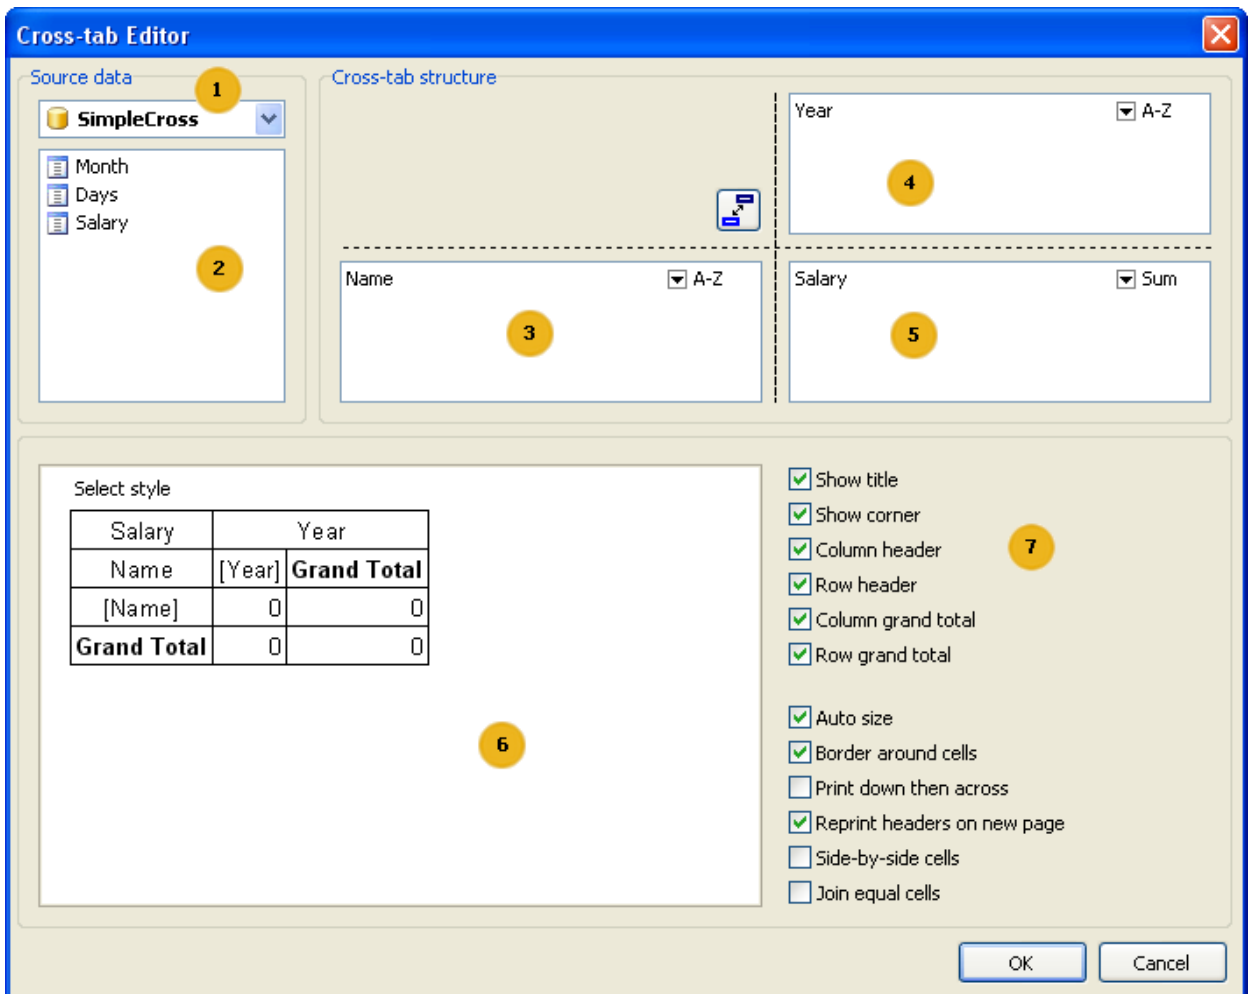 Cross-tab Editor
Source data
1
SimpleCross
Month
Days
Salary
2
Cross-tab structure
Year A-Z
4
Name A-Z
3
Salary Sum
5
Select style
Salary Year
Name [Year] Grand Total
[Name] 0 0
Grand Total 0 0
6
Show title
Show corner
Column header
7
Row header
Column grand total
Row grand total
Auto size
Border around cells
Print down then across
Reprint headers on new page
Side-by-side cells
Join equal cells
OK Cancel